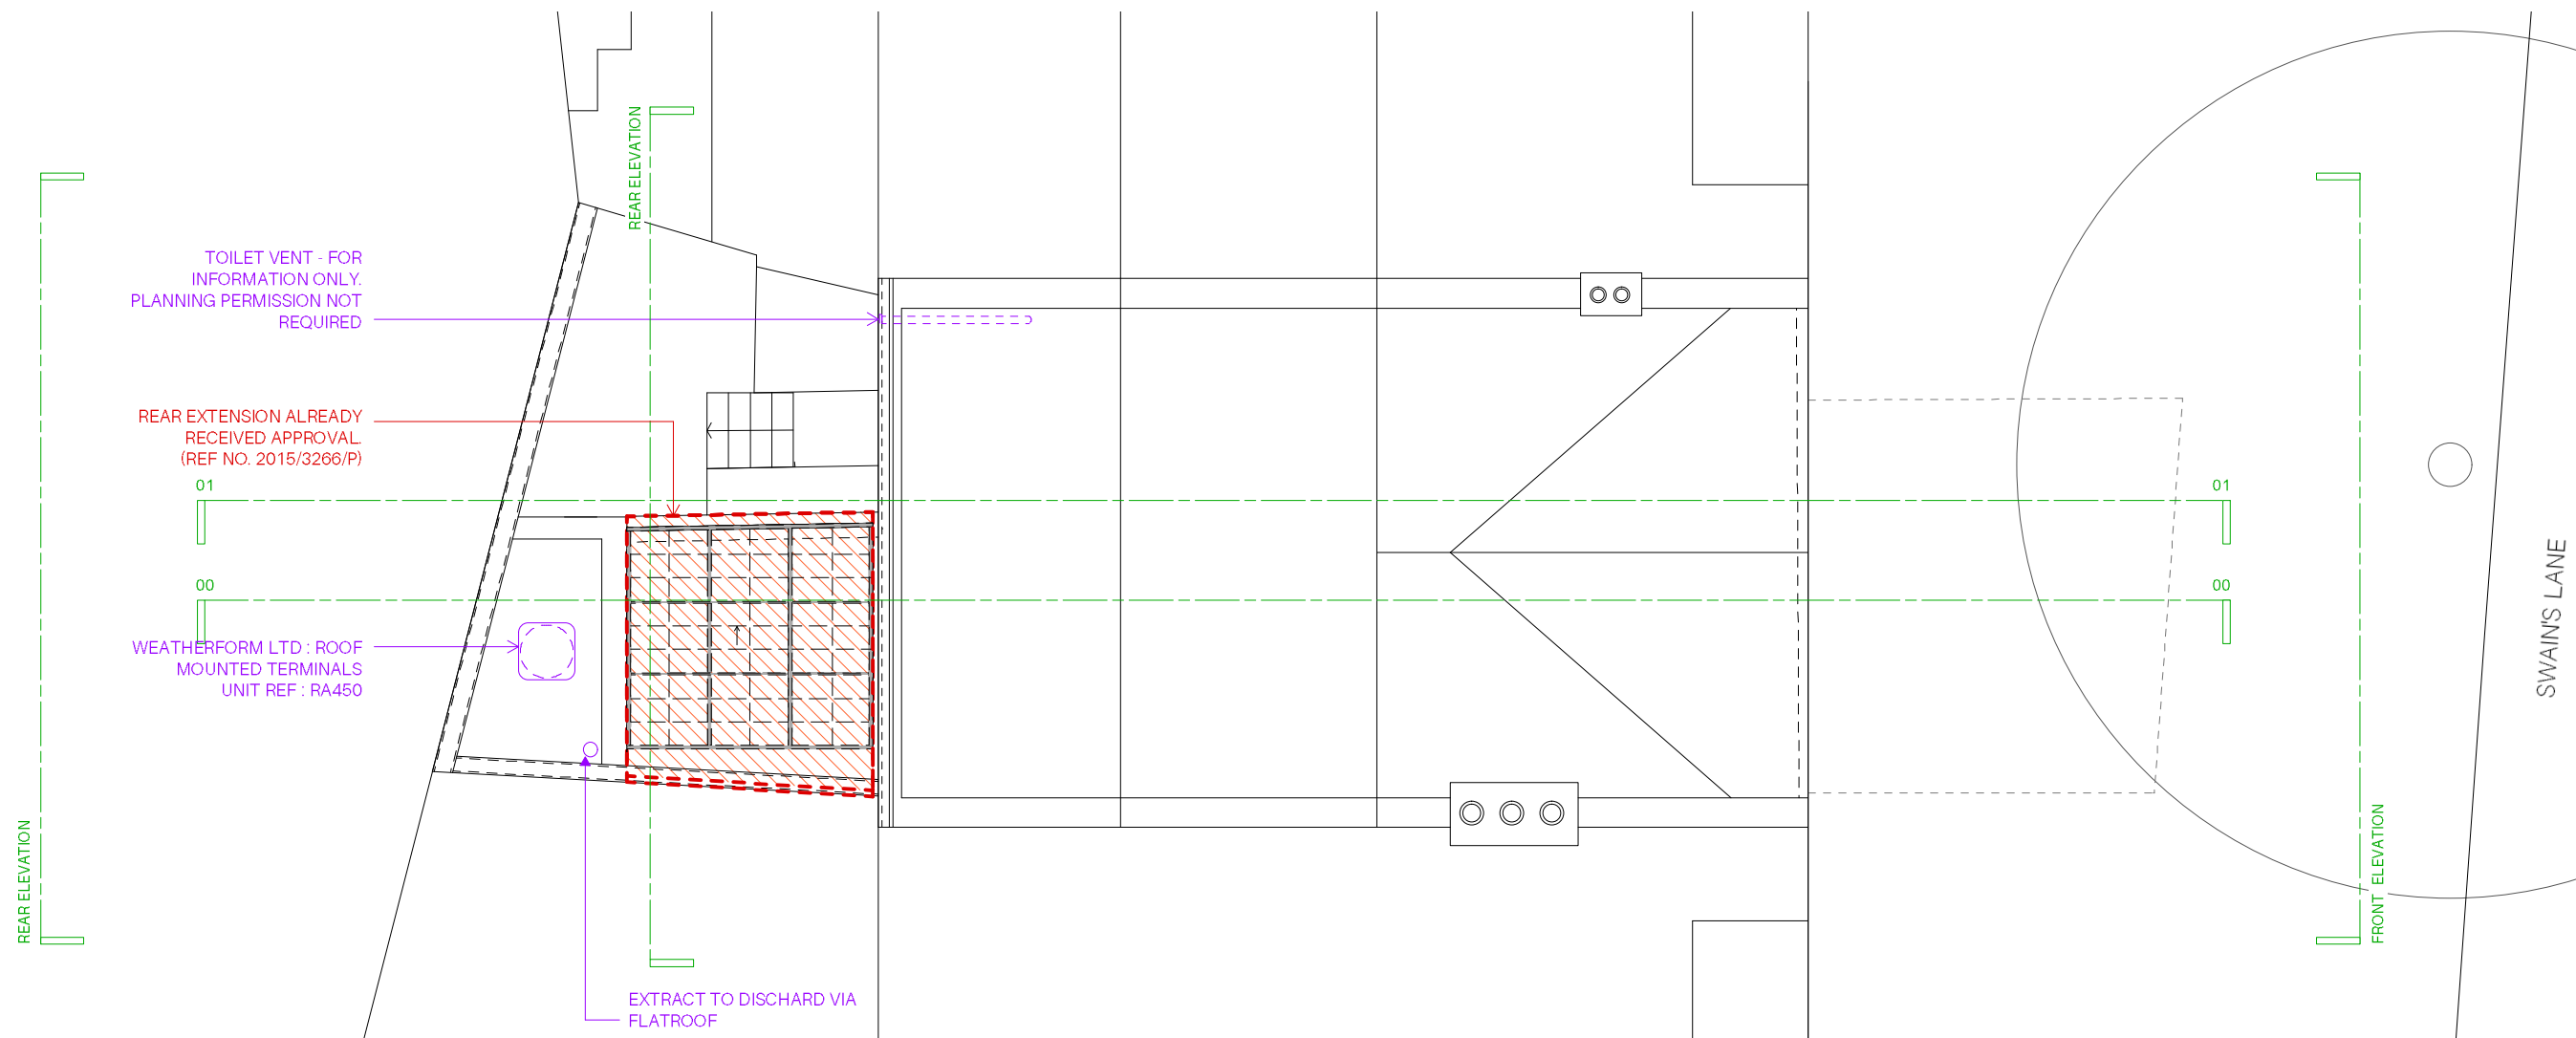 REAR ELEVATION
TOILET VENT - FOR
INFORMATION ONLY.
PLANNING PERMISSION NOT
REQUIRED
REAR EXTENSION ALREADY
RECEIVED APPROVAL.
(REF NO. 2015/3266/P)
01
01
00
00
WEATHERFORM LTD : ROOF
MOUNTED TERMINALS
UNIT REF : RA450
SWAIN'S LANE
REAR ELEVATION
FRONT ELEVATION
EXTRACT TO DISCHARD VIA
FLATROOF